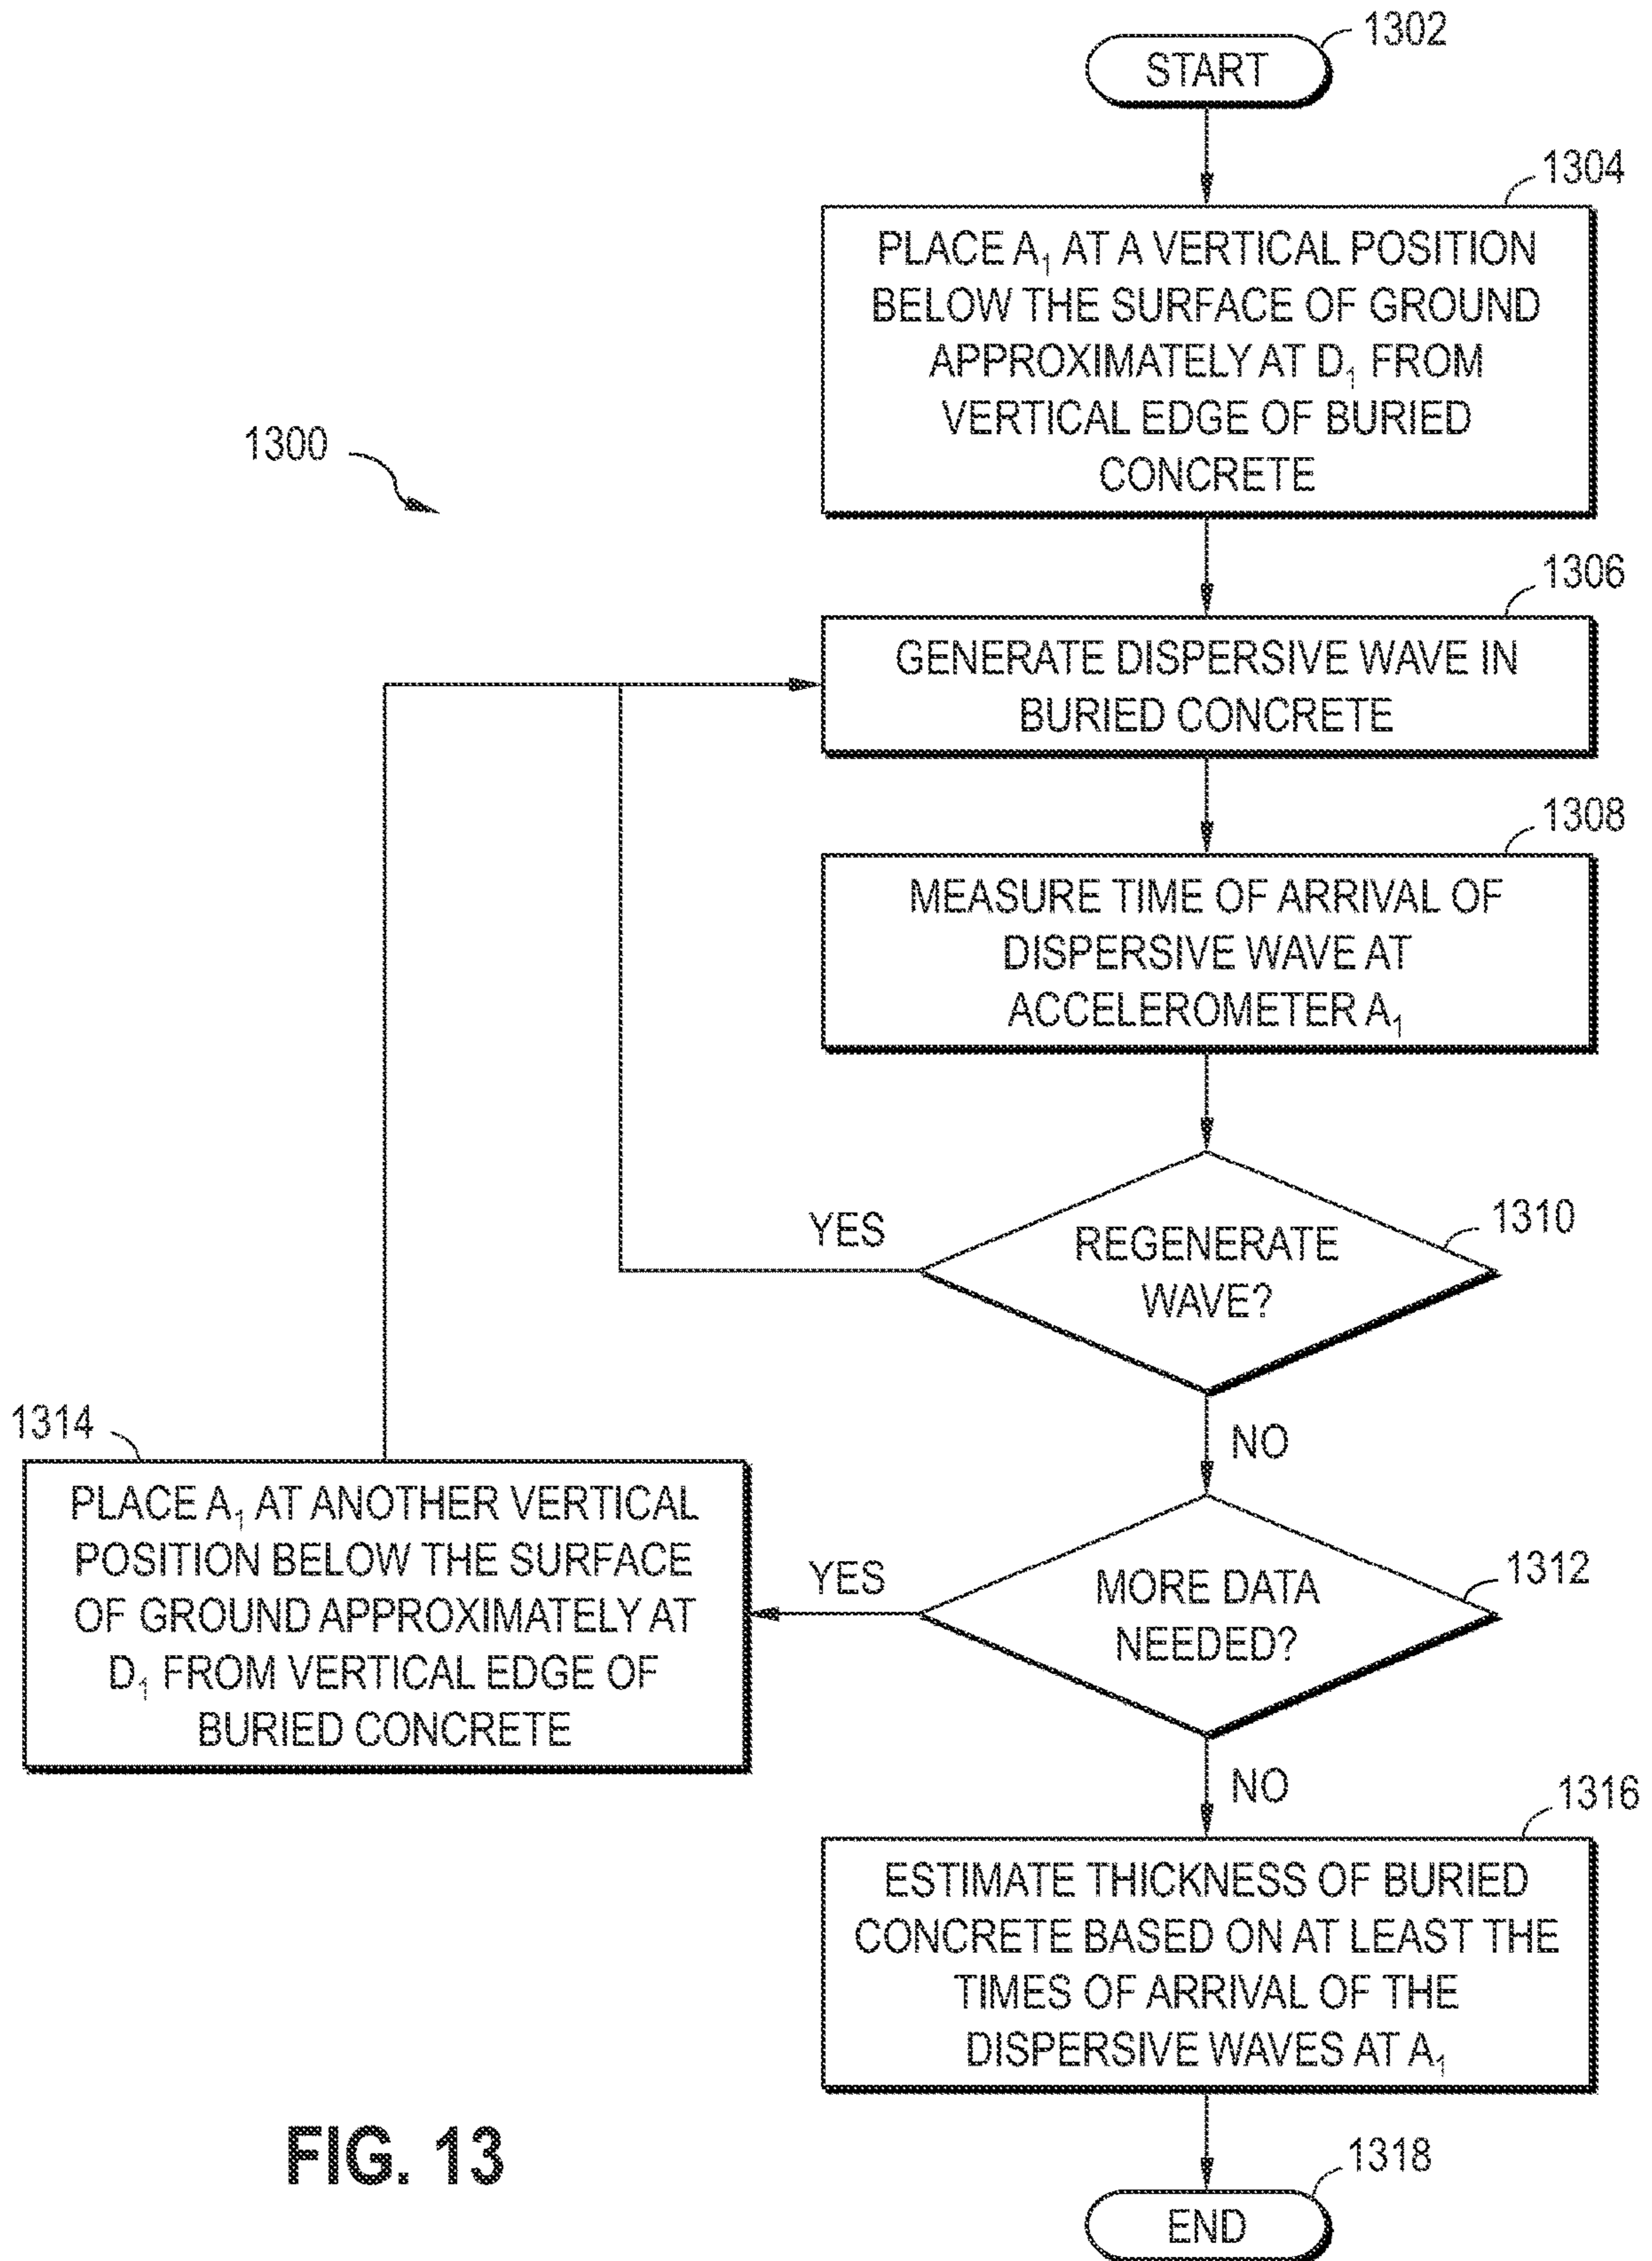 1302
START
1304
PLACE A₁ AT A VERTICAL POSITION
BELOW THE SURFACE OF GROUND
APPROXIMATELY AT D₁ FROM
VERTICAL EDGE OF BURIED
CONCRETE
1300
1306
GENERATE DISPERSIVE WAVE IN
BURIED CONCRETE
1308
MEASURE TIME OF ARRIVAL OF
DISPERSIVE WAVE AT
ACCELEROMETER A₁
YES
1310
REGENERATE
WAVE?
NO
1314
PLACE A₁ AT ANOTHER VERTICAL
POSITION BELOW THE SURFACE
OF GROUND APPROXIMATELY AT
D₁ FROM VERTICAL EDGE OF
BURIED CONCRETE
YES
1312
MORE DATA
NEEDED?
NO
1316
ESTIMATE THICKNESS OF BURIED
CONCRETE BASED ON AT LEAST THE
TIMES OF ARRIVAL OF THE
DISPERSIVE WAVES AT A₁
1318
END
FIG. 13